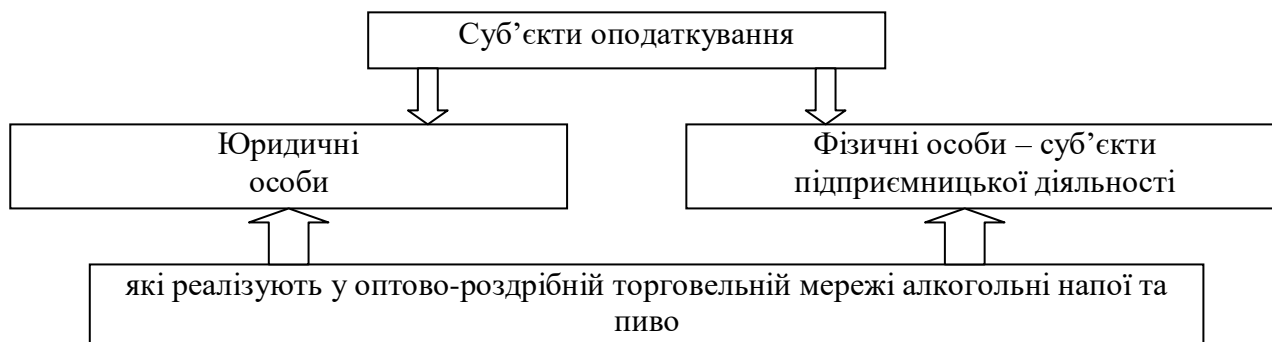 Суб’єкти оподаткування
Юридичні
особи
Фізичні особи – суб’єкти
підприємницької діяльності
які реалізують у оптово-роздрібній торговельній мережі алкогольні напої та
пиво